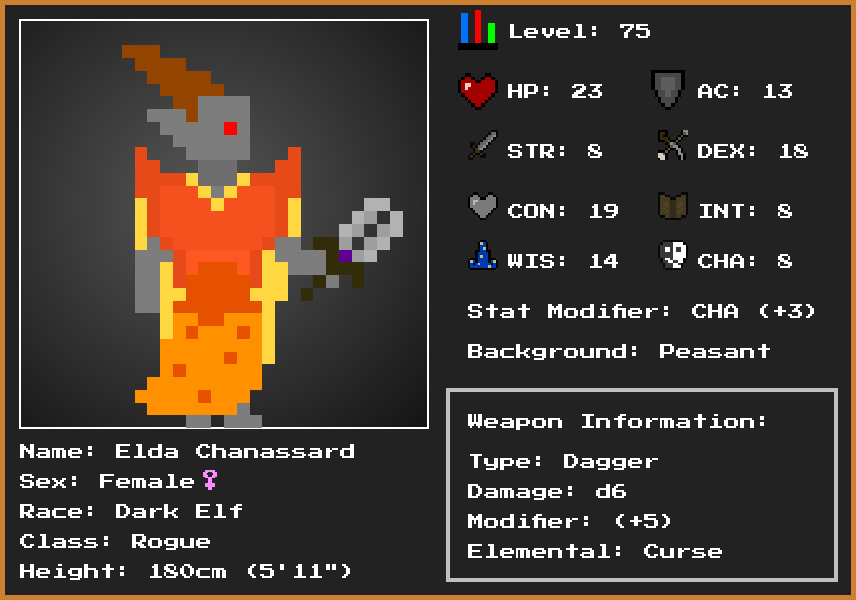 Level: 75
HP: 23 AC: 13
STR: 8 DEX: 18
CON: 19 INT: 8
WIS: 14 CHA: 8
Stat Modifier: CHA (+3)
Background: Peasant
Weapon Information:
Type: Dagger
Damage: d6
Modifier: (+5)
Elemental: Curse
Name: Elda Chanassard
Sex: Female♀
Race: Dark Elf
Class: Rogue
Height: 180cm (5'11")